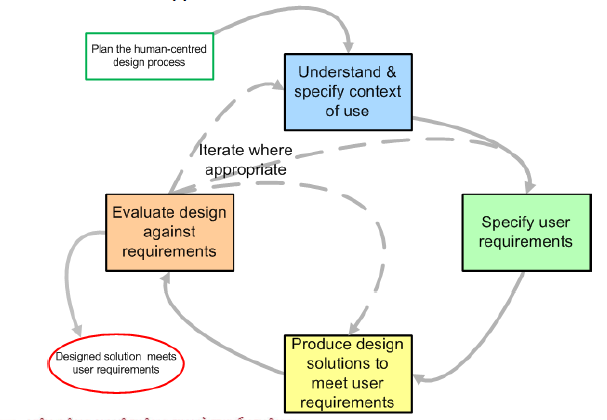 Plan the human-centred
design process
Understand &
specify context
of use
Iterate where
appropriate
Evaluate design
against
requirements
Specify user
requirements
Designed solution meets
user requirements
Produce design
solutions to
meet user
requirements